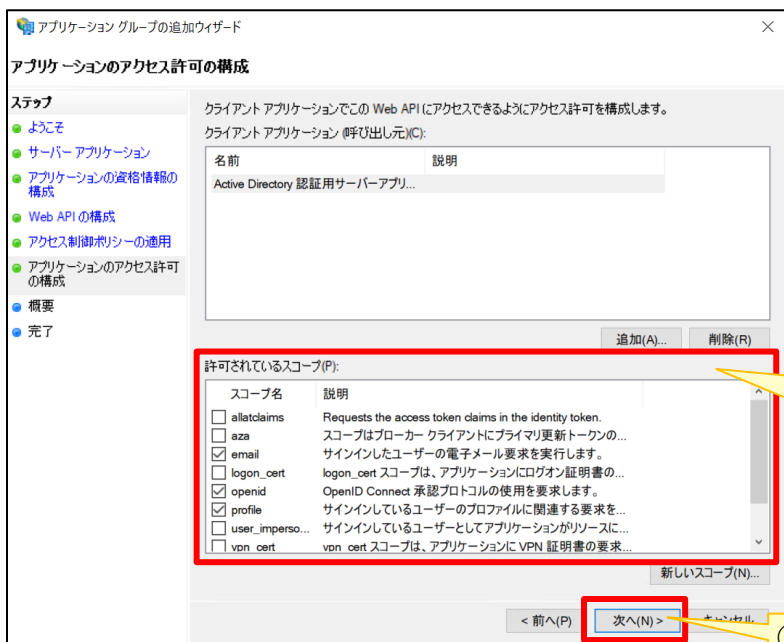 アプリケーション グループの追加ウィザード
アプリケーションのアクセス許可の構成
ステップ
ようこそ
サーバー アプリケーション
アプリケーションの資格情報の
構成
Web API の構成
アクセス制御ポリシーの適用
アプリケーションのアクセス許可
の構成
概要
完了
クライアント アプリケーションでこの Web API にアクセスできるようにアクセス許可を構成します。
クライアント アプリケーション (呼び出し元)(C):
名前 説明
Active Directory 認証用サーバーアプリ...
追加(A)... 削除(R)
許可されているスコープ(P):
スコープ名 説明
allatclaims Requests the access token claims in the identity token.
aza スコープはブローカー クライアントにプライマリ更新トークンの...
email サインインしたユーザーの電子メール要求を実行します。
logon_cert logon_cert スコープは、アプリケーションにログオン証明書の...
openid OpenID Connect 承認プロトコルの使用を要求します。
profile サインインしているユーザーのプロファイルに関連する要求を...
user_imperso... サインインしているユーザーとしてアプリケーションがリソースに...
vpn_cert vpn_cert スコープは、アプリケーションに VPN 証明書の要求...
新しいスコープ(N)...
< 前へ(P) 次へ(N) > キャンセル